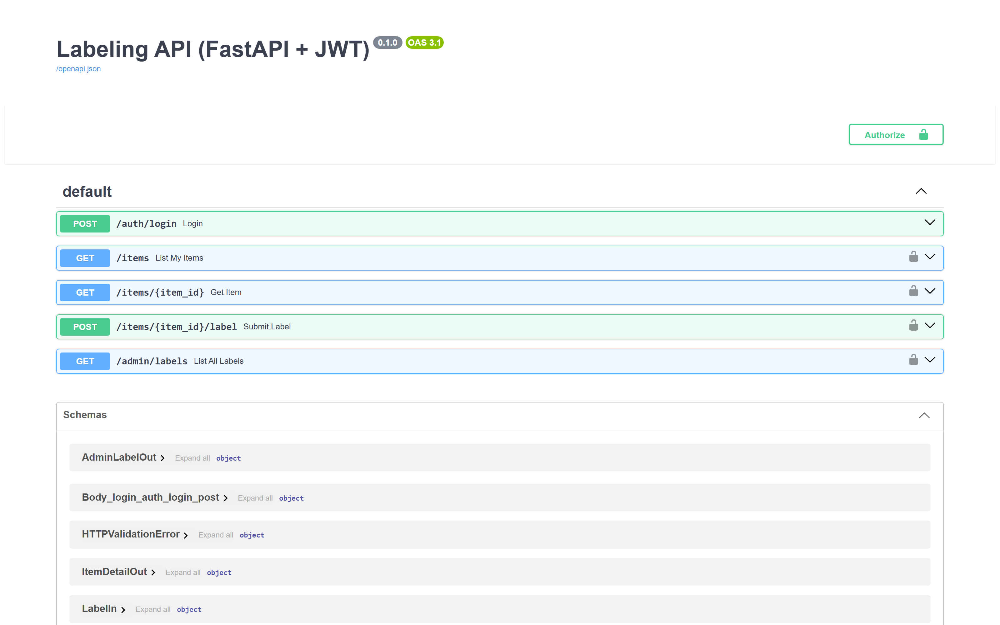 Labeling API (FastAPI + JWT) 0.1.0 OAS 3.1
/openapi.json
Authorize
default
POST /auth/login Login
GET /items List My Items
GET /items/{item_id} Get Item
POST /items/{item_id}/label Submit Label
GET /admin/labels List All Labels
Schemas
AdminLabelOut Expand all object
Body_login_auth_login_post Expand all object
HTTPValidationError Expand all object
ItemDetailOut Expand all object
LabelIn Expand all object